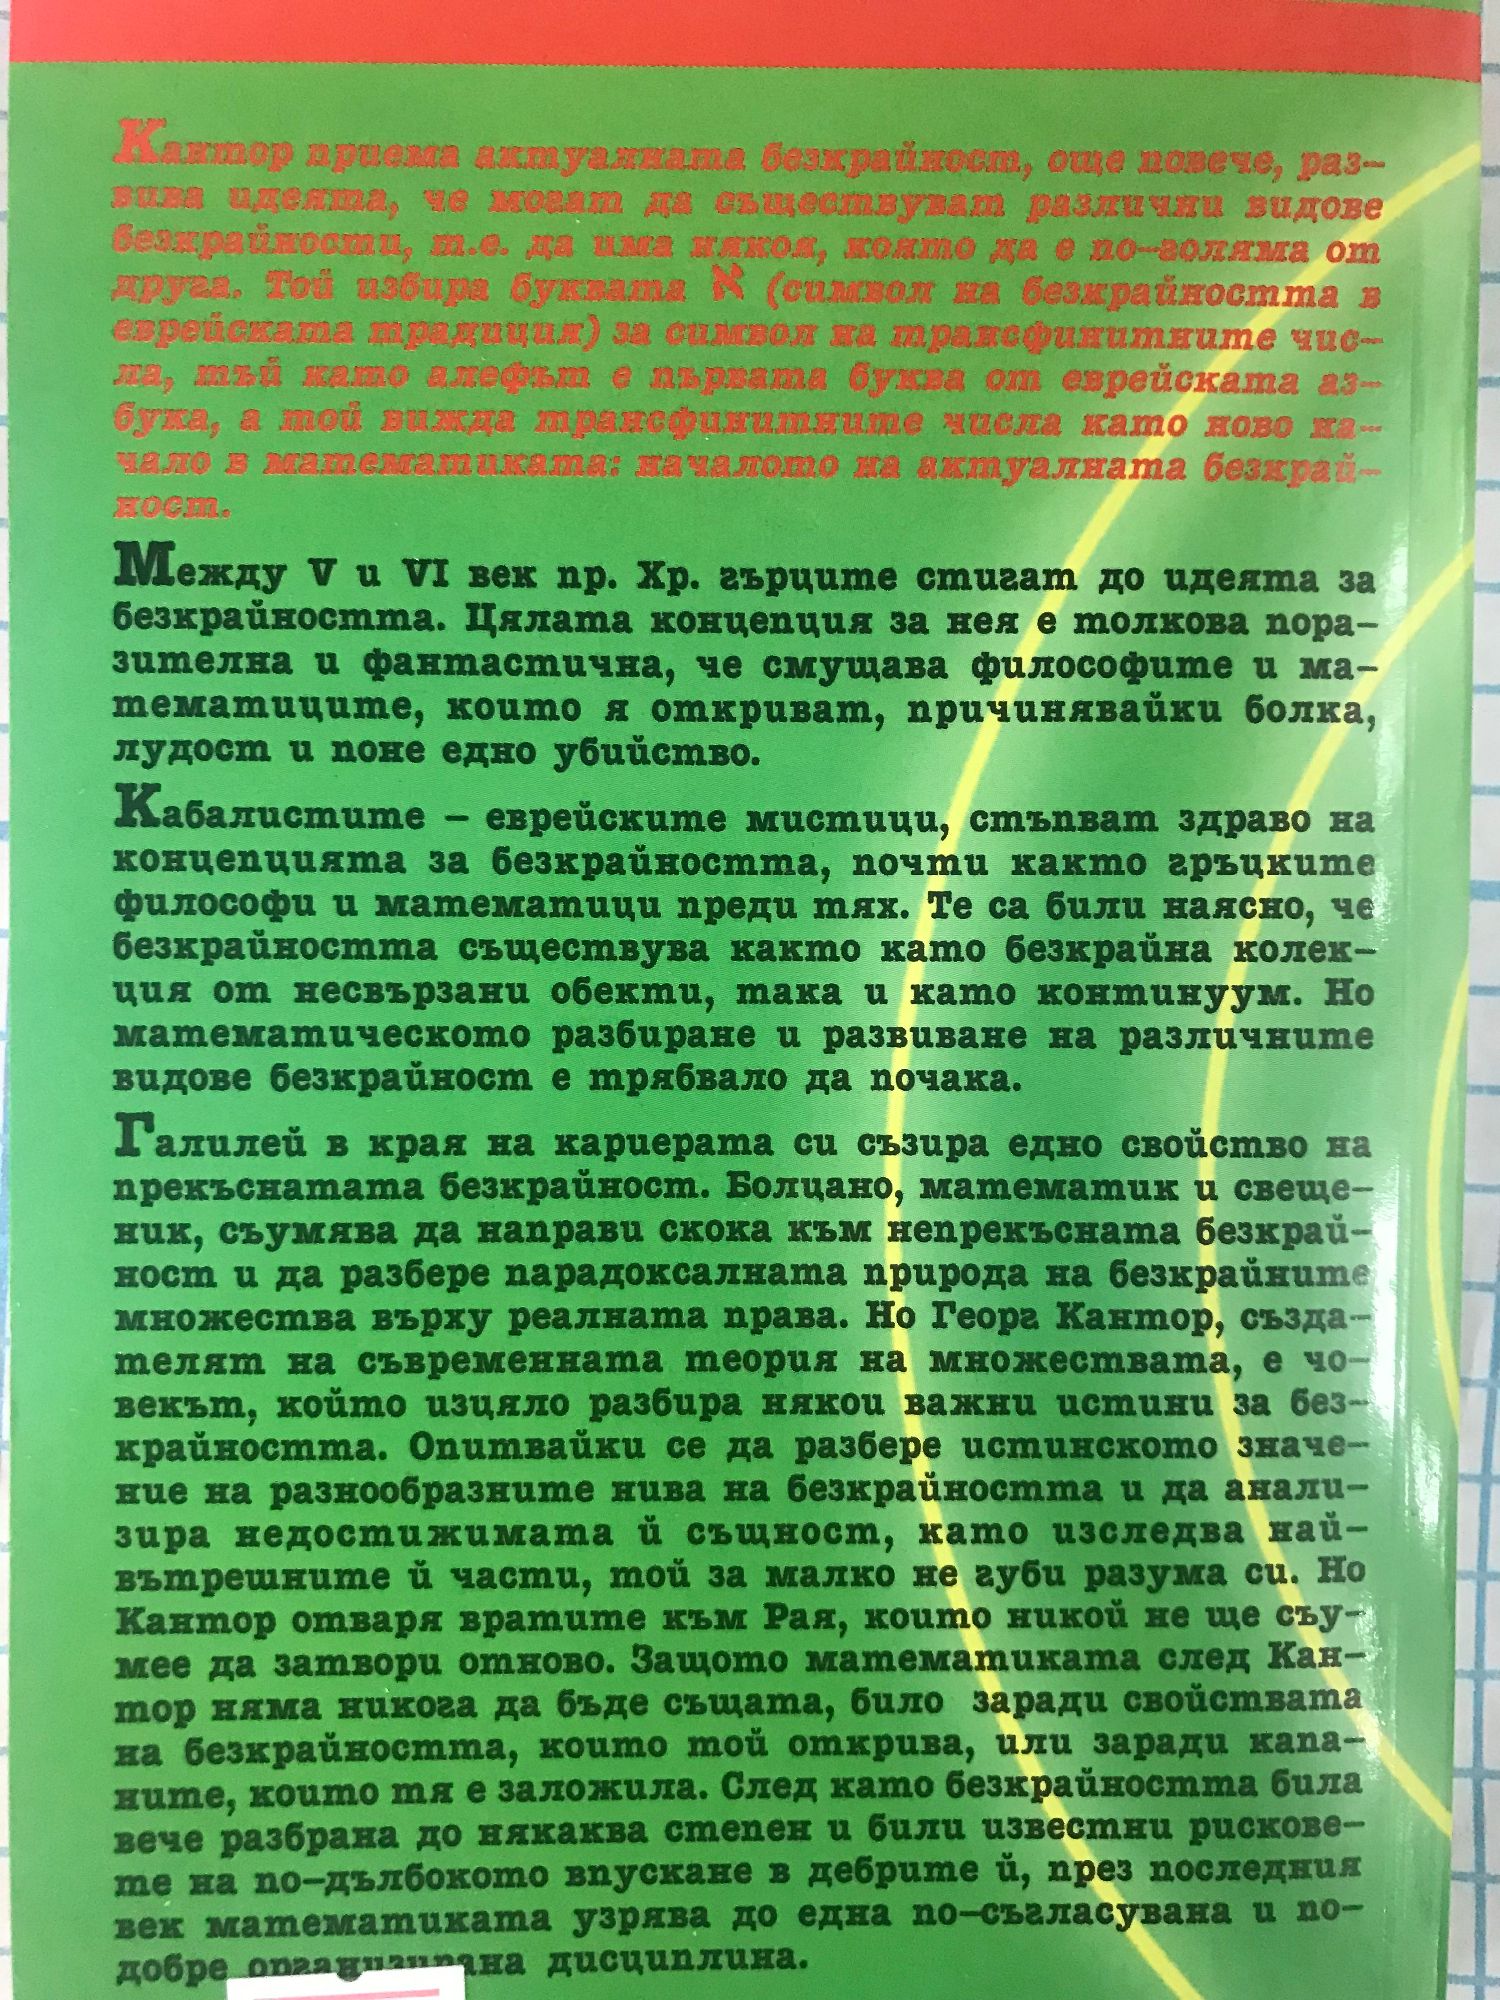 Кантор приема актуалната безкрайност, още повече, раз–
вива идеята, че могат да съществуват различни видове
безкрайности, т.е. да има някоя, която да е по–голяма от
друга. Той избира буквата א (символ на безкрайността в
еврейската традиция) за символ на трансфинитните чис–
ла, тъй като алефът е първата буква от еврейската аз–
бука, а той вижда трансфинитните числа като ново на–
чало в математиката: началото на актуалната безкрай–
ност.
Между V и VI век пр. Хр. гърците стигат до идеята за
безкрайността. Цялата концепция за нея е толкова пора–
зителна и фантастична, че смущава философите и ма–
тематиците, които я откриват, причинявайки болка,
лудост и поне едно убийство.
Кабалистите – еврейските мистици, стъпват здраво на
концепцията за безкрайността, почти както гръцките
философи и математици преди тях. Те са били наясно, че
безкрайността съществува както като безкрайна колек–
ция от несвързани обекти, така и като континуум. Но
математическото разбиране и развиване на различните
видове безкрайност е трябвало да почака.
Галилей в края на кариерата си съзира едно свойство на
прекъснатата безкрайност. Болцано, математик и свеще–
ник, съумява да направи скока към непрекъсната безкрай–
ност и да разбере парадоксалната природа на безкрайните
множества върху реалната права. Но Георг Кантор, създа–
телят на съвременната теория на множествата, е чо–
векът, който изцяло разбира някои важни истини за без–
крайността. Опитвайки се да разбере истинското значе–
ние на разнообразните нива на безкрайността и да анали–
зира недостижимата й същност, като изследва най–
вътрешните й части, той за малко не губи разума си. Но
Кантор отваря вратите към Рая, които никой не ще съу–
мее да затвори отново. Защото математиката след Кан–
тор няма никога да бъде същата, било заради свойствата
на безкрайността, които той открива, или заради капа–
ните, които тя е заложила. След като безкрайността била
вече разбрана до някаква степен и били известни рискове–
те на по–дълбокото впускане в дебрите й, през последния
век математиката узрява до една по–съгласувана и по–
добре организирана дисциплина.